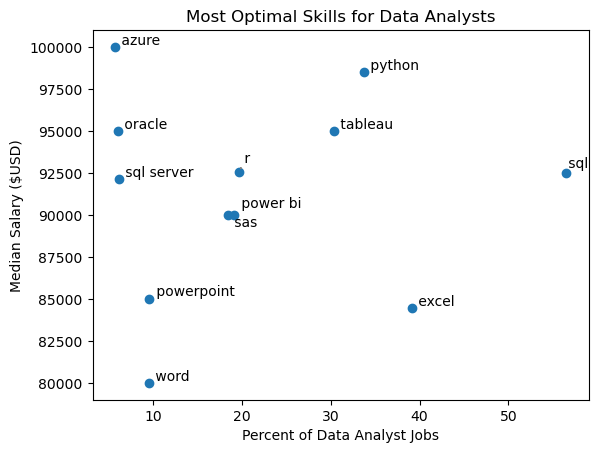 Most Optimal Skills for Data Analysts
100000
97500
95000
92500
90000
87500
85000
82500
80000
Median Salary ($USD)
azure
python
oracle
tableau
r
sql
sql server
power bi
sas
powerpoint
excel
word
10
20
30
40
50
Percent of Data Analyst Jobs